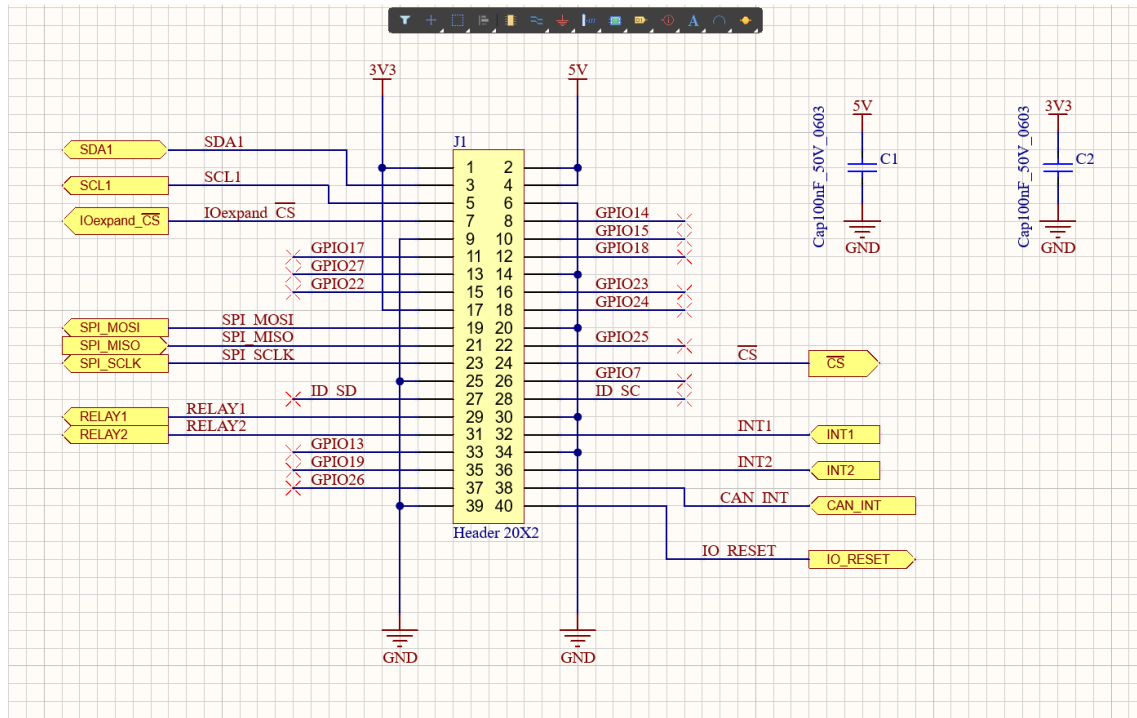 3V3
5V
J1
SDA1 SDA1
SCL1 SCL1
IOexpand_CS IOexpand_CS
GPIO17
GPIO27
GPIO22
SPI_MOSI SPI_MOSI
SPI_MISO SPI_MISO
SPI_SCLK SPI_SCLK
ID_SD
RELAY1 RELAY1
RELAY2 RELAY2
GPIO13
GPIO19
GPIO26
1 2
3 4
5 6
7 8
9 10
11 12
13 14
15 16
17 18
19 20
21 22
23 24
25 26
27 28
29 30
31 32
33 34
35 36
37 38
39 40
Header 20X2
GPIO14
GPIO15
GPIO18
GPIO23
GPIO24
GPIO25
CS CS
GPIO7
ID_SC
INT1 INT1
INT2 INT2
CAN_INT CAN_INT
IO_RESET IO_RESET
GND
GND
5V
C1
Cap100nF_50V_0603
GND
3V3
C2
Cap100nF_50V_0603
GND